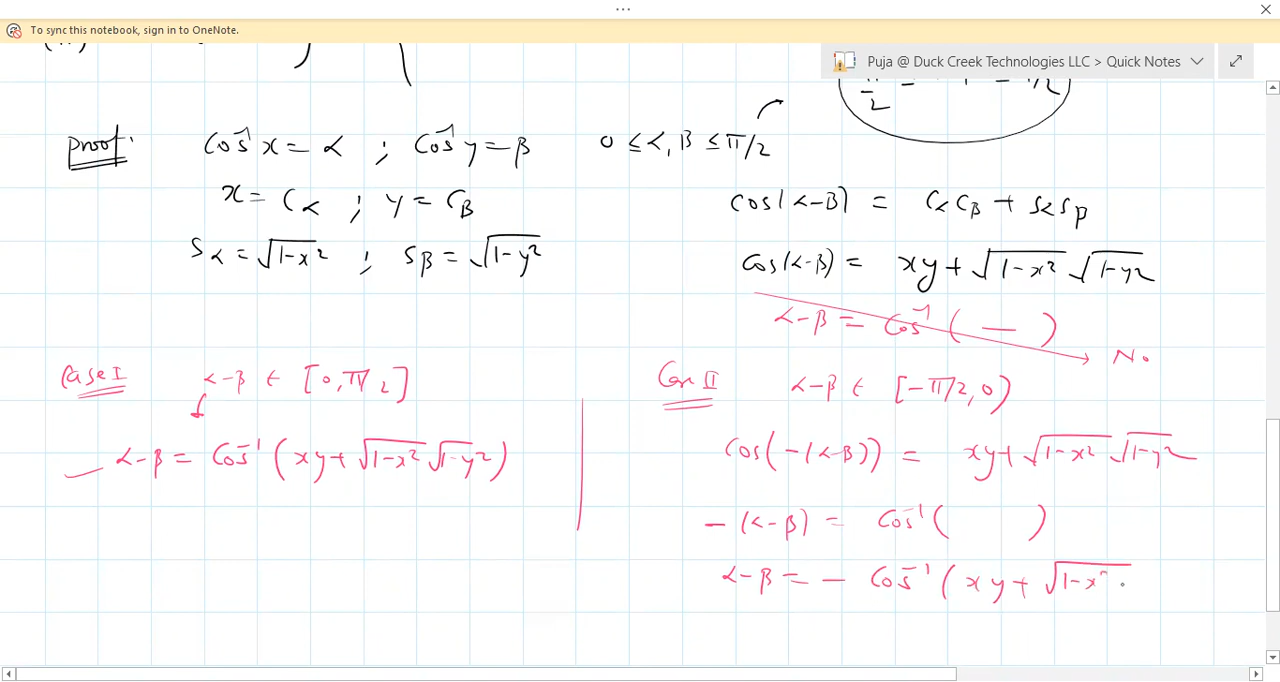 To sync this notebook, sign in to OneNote.
Puja @ Duck Creek Technologies LLC > Quick Notes
Proof:
Cos⁻¹x = α ; Cos⁻¹y = β
0 ≤ α, β ≤ π/2
x = Cα ; y = Cβ
Sα = √1-x² ; Sβ = √1-y²
cos(α-β) = CαCβ + SαSβ
cos(α-β) = xy + √1-x² √1-y²
α-β = Cos⁻¹( — )
No
Case I α-β ∈ [0, π/2]
α-β = Cos⁻¹(xy + √1-x² √1-y²)
Case II α-β ∈ [-π/2, 0)
Cos(-(α-β)) = xy + √1-x² √1-y²
-(α-β) = Cos⁻¹( )
α-β = - Cos⁻¹(xy + √1-x